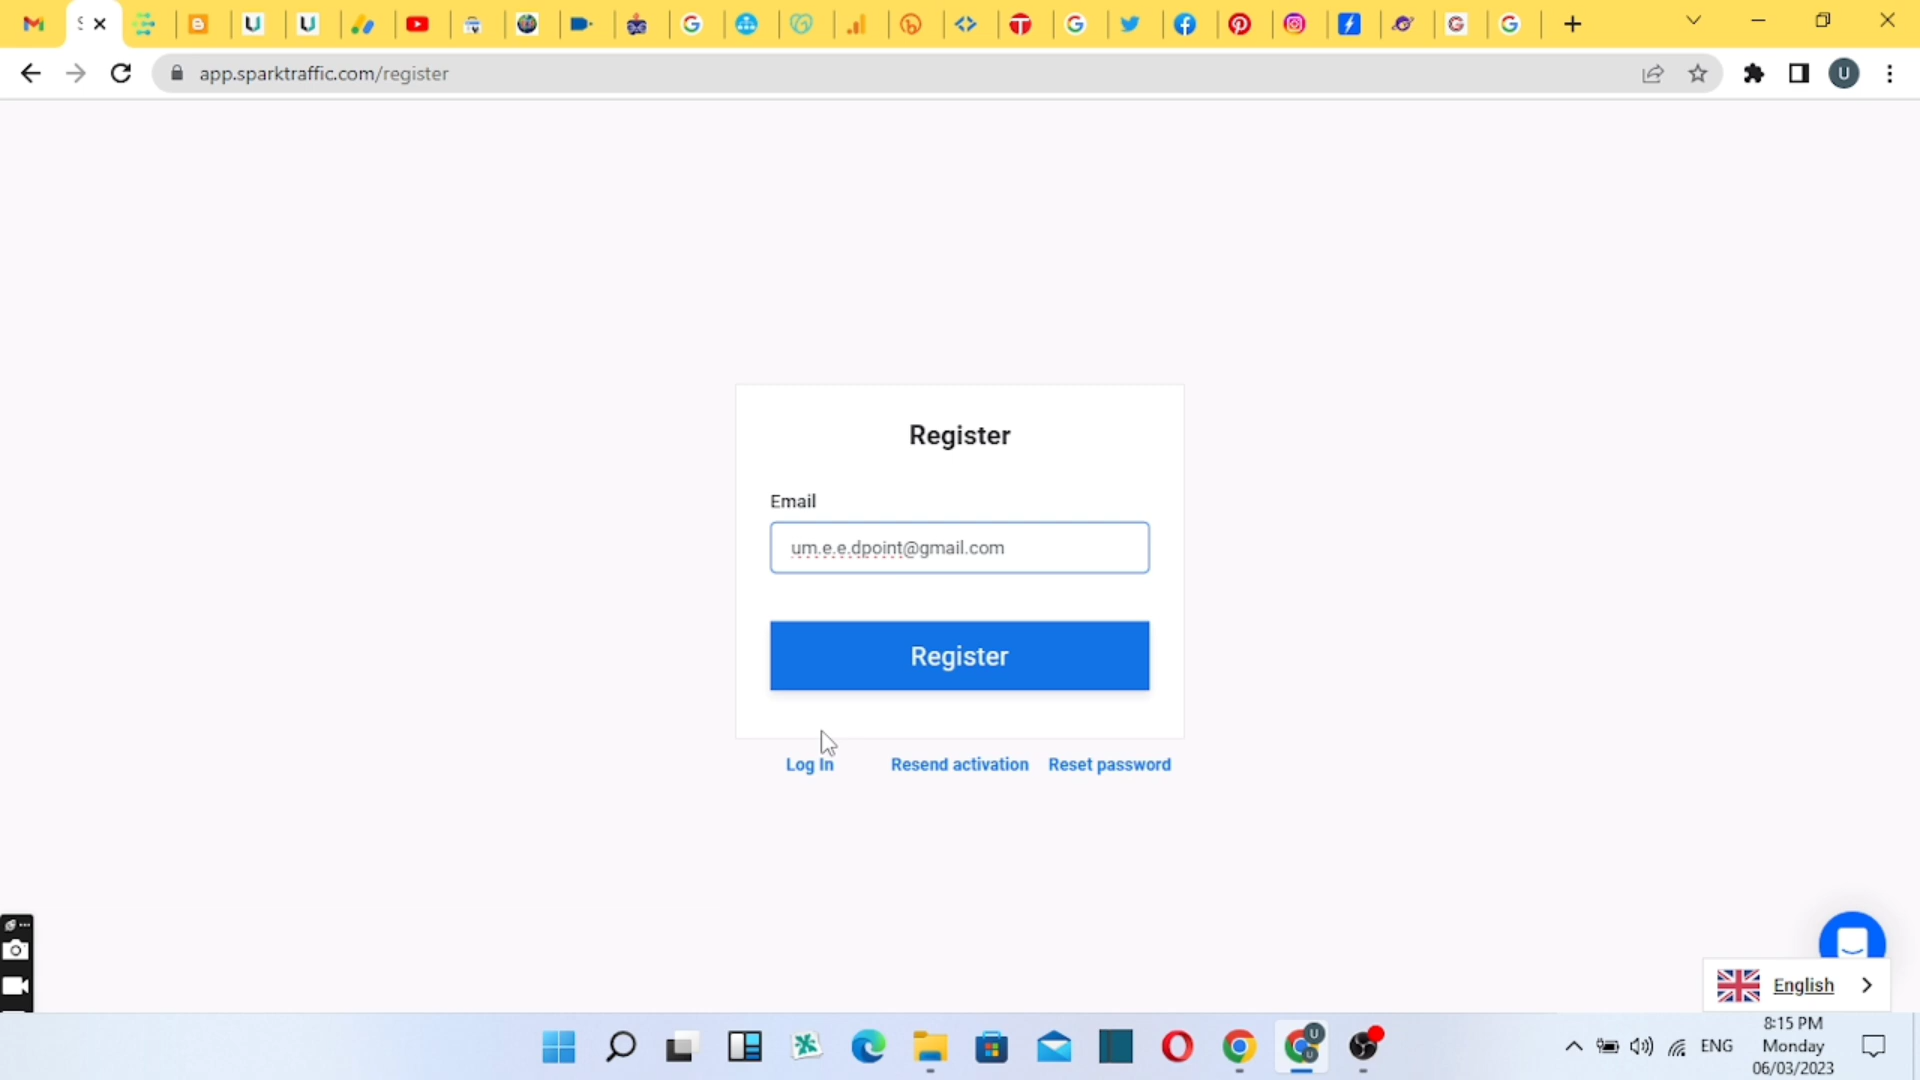 app.sparktraffic.com/register
Register
Email
um.e.e.dpoint@gmail.com
Register
Log In
Resend activation
Reset password
English
ENG
8:15 PM
Monday
06/03/2023
U